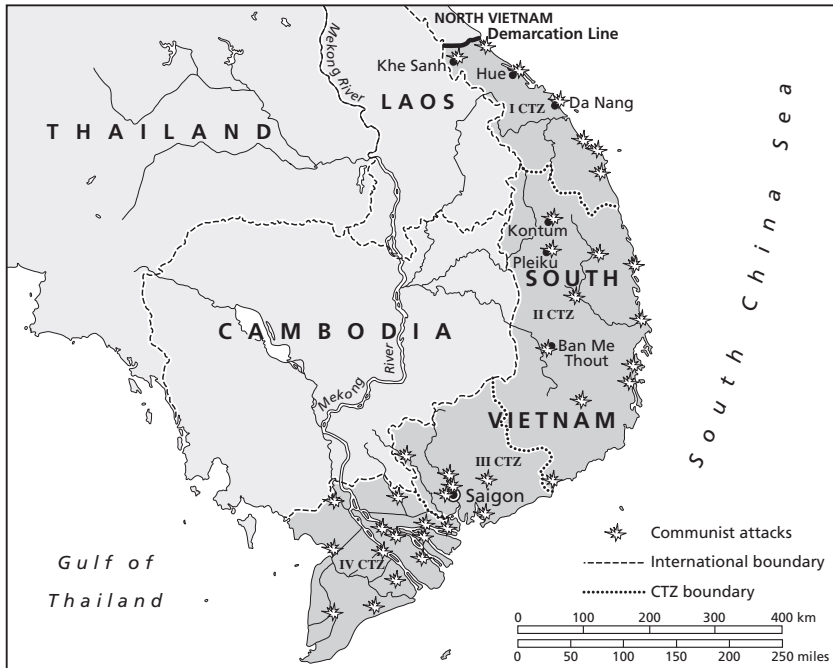 NORTH VIETNAM
Demarcation Line
Khe Sanh
Hue
Mekong River
LAOS
I CTZ
Da Nang
THAILAND
South China Sea
Kontum
Pleiku
SOUTH
II CTZ
CAMBODIA
Mekong
River
Ban Me
Thout
VIETNAM
III CTZ
Saigon
Communist attacks
Gulf of
Thailand
International boundary
IV CTZ
CTZ boundary
0 100 200 300 400 km
0 50 100 150 200 250 miles